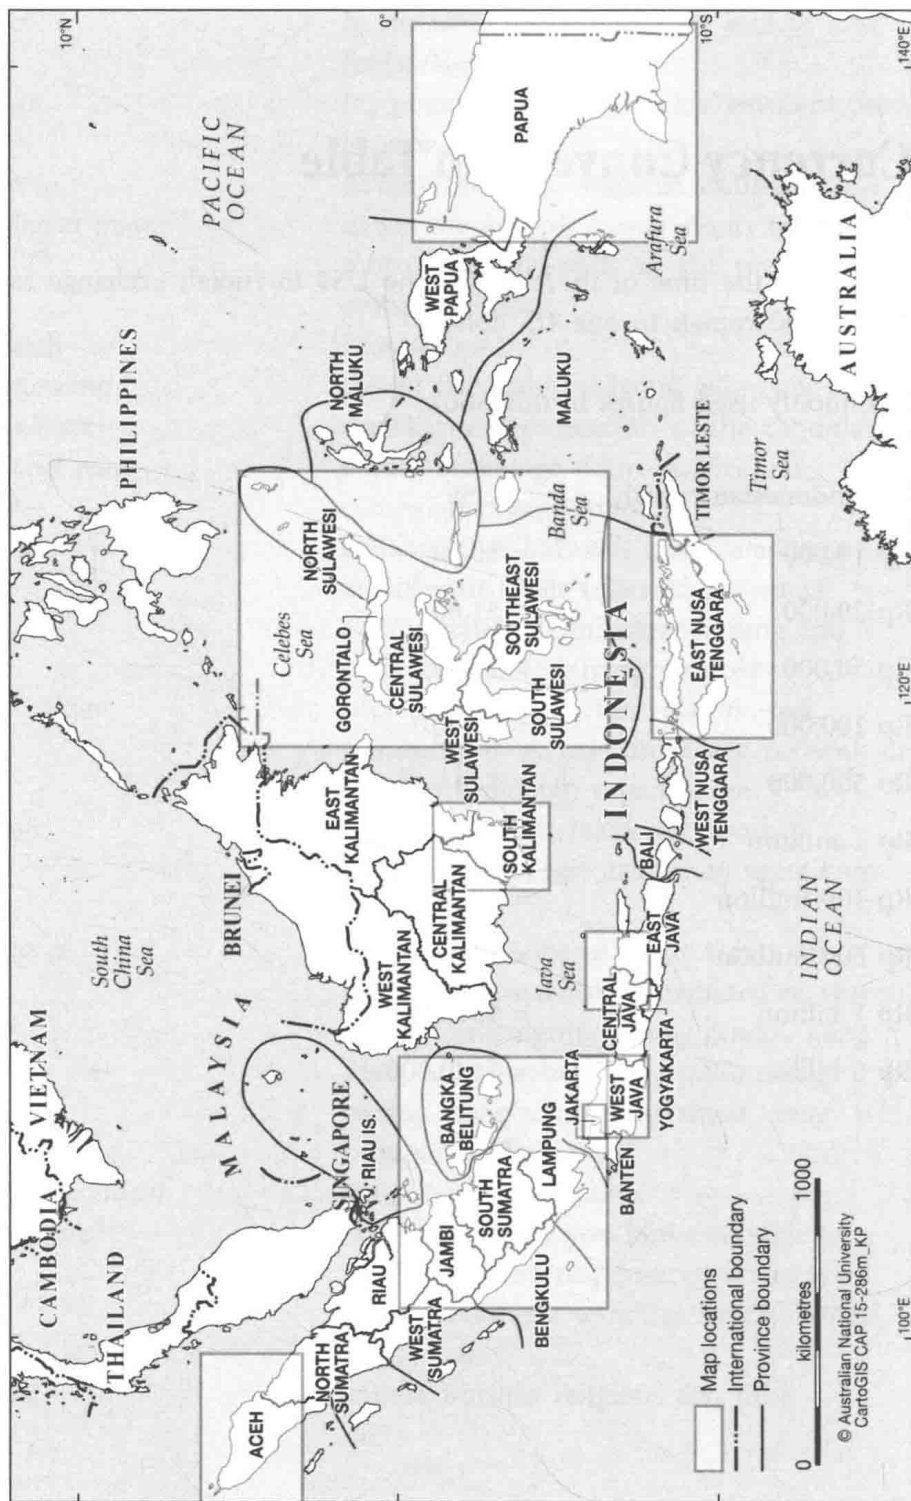 10°N
0°
10°S
CAMBODIA
VIETNAM
THAILAND
South
China
Sea
BRUNEI
PHILIPPINES
PACIFIC
OCEAN
MALAYSIA
SINGAPORE
Celebes
Sea
ACEH
NORTH
SUMATRA
RIAU
RIAU IS.
WEST
SUMATRA
JAMBI
BENGKULU
SOUTH
SUMATRA
BANGKA
BELITUNG
LAMPUNG
BANTEN
JAKARTA
WEST
JAVA
CENTRAL
JAVA
YOGYAKARTA
EAST
JAVA
Java
Sea
WEST
KALIMANTAN
CENTRAL
KALIMANTAN
EAST
KALIMANTAN
SOUTH
KALIMANTAN
BALI
WEST NUSA
TENGGARA
EAST NUSA
TENGGARA
INDONESIA
WEST
SULAWESI
SOUTH
SULAWESI
CENTRAL
SULAWESI
SOUTHEAST
SULAWESI
GORONTALO
NORTH
SULAWESI
NORTH
MALUKU
MALUKU
Banda
Sea
WEST
PAPUA
PAPUA
Arafura
Sea
TIMOR LESTE
Timor
Sea
AUSTRALIA
INDIAN
OCEAN
Map locations
International boundary
Province boundary
0
kilometres
1000
© Australian National University
CartoGIS CAP 15-286m_KP
100°E
120°E
140°E